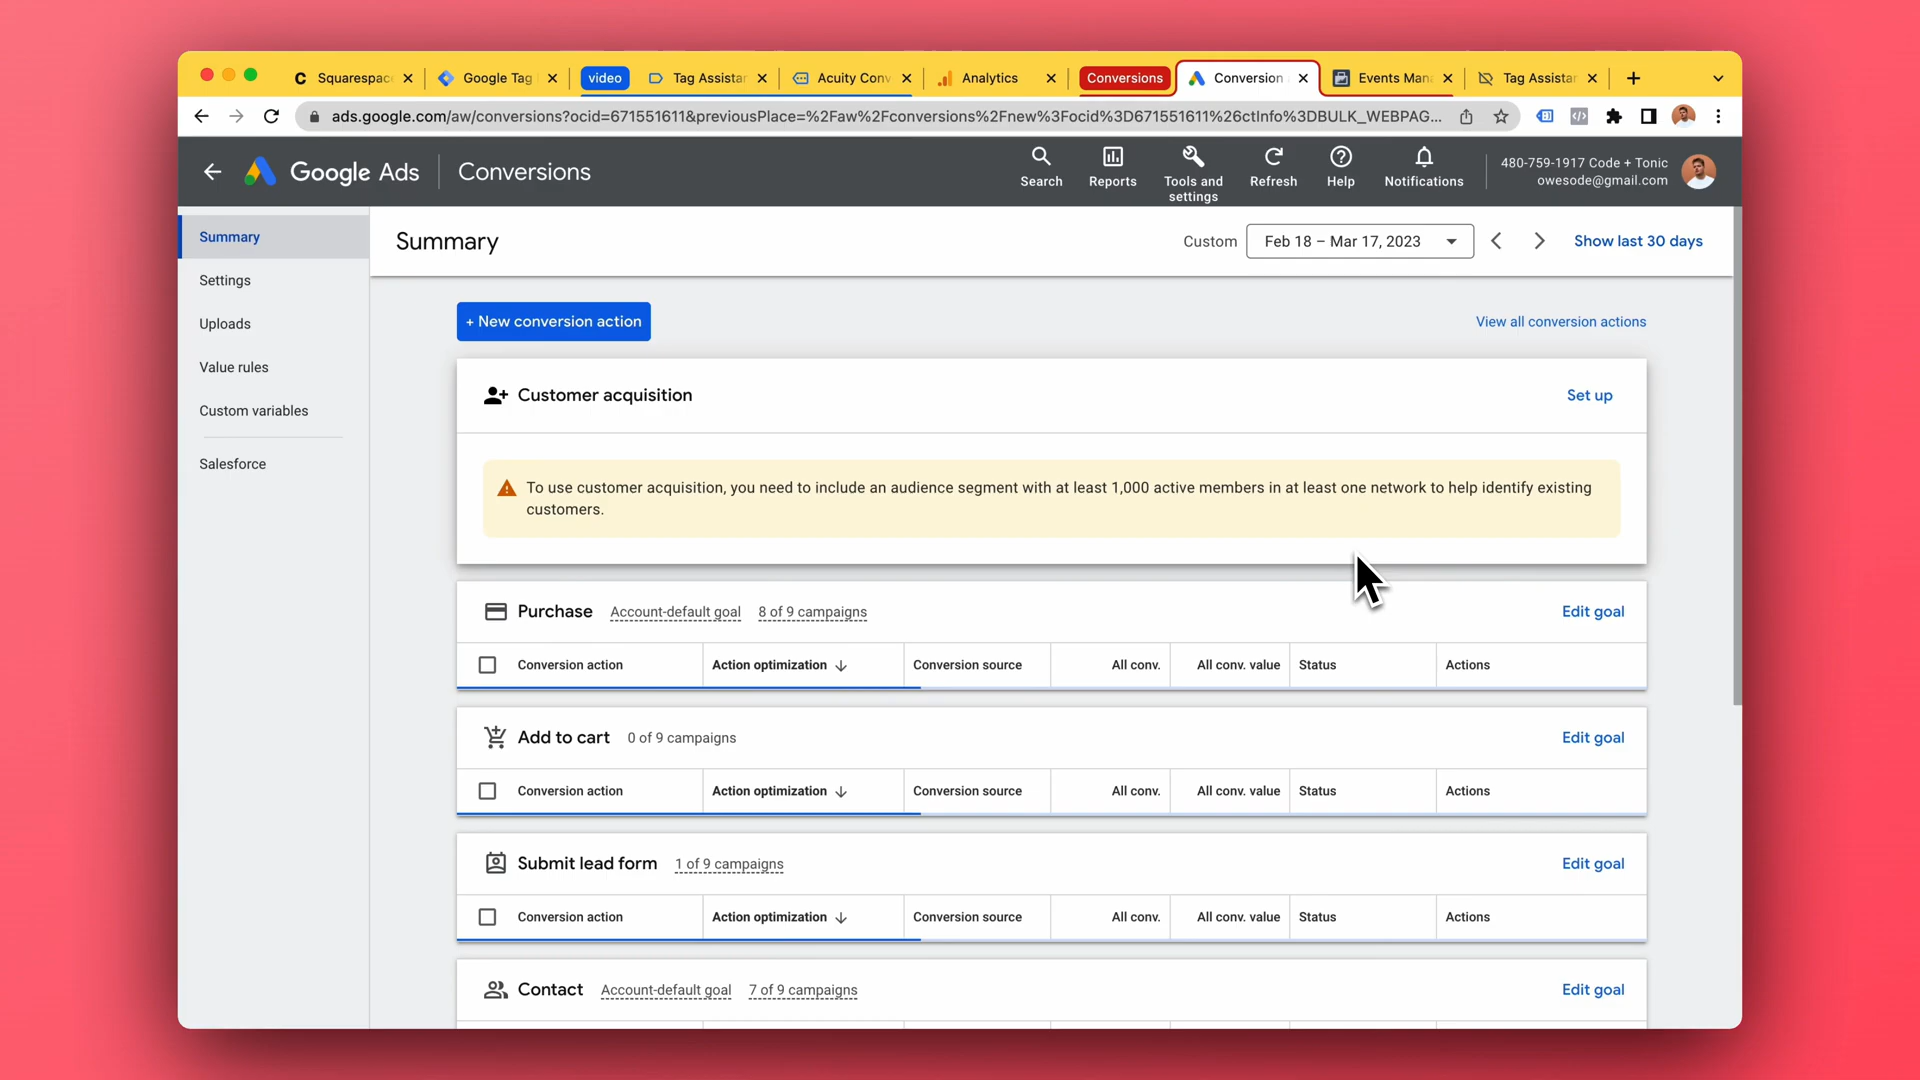 Squarespac
Google Tag
video
Tag Assistar
Acuity Conv
Analytics
Conversions
Conversion
Events Man
Tag Assistar
ads.google.com/aw/conversions?ocid=671551611&previousPlace=%2Faw%2Fconversions%2Fnew%3Focid%3D671551611%26ctInfo%3DBULK_WEBPAG...
Google Ads
Conversions
Search
Reports
Tools and
settings
Refresh
Help
Notifications
480-759-1917 Code + Tonic
owesode@gmail.com
Summary
Settings
Uploads
Value rules
Custom variables
Salesforce
Summary
Custom
Feb 18 – Mar 17, 2023
Show last 30 days
+ New conversion action
View all conversion actions
Customer acquisition
Set up
To use customer acquisition, you need to include an audience segment with at least 1,000 active members in at least one network to help identify existing
customers.
Purchase Account-default goal 8 of 9 campaigns Edit goal
Conversion action Action optimization Conversion source All conv. All conv. value Status Actions
Add to cart 0 of 9 campaigns Edit goal
Conversion action Action optimization Conversion source All conv. All conv. value Status Actions
Submit lead form 1 of 9 campaigns Edit goal
Conversion action Action optimization Conversion source All conv. All conv. value Status Actions
Contact Account-default goal 7 of 9 campaigns Edit goal